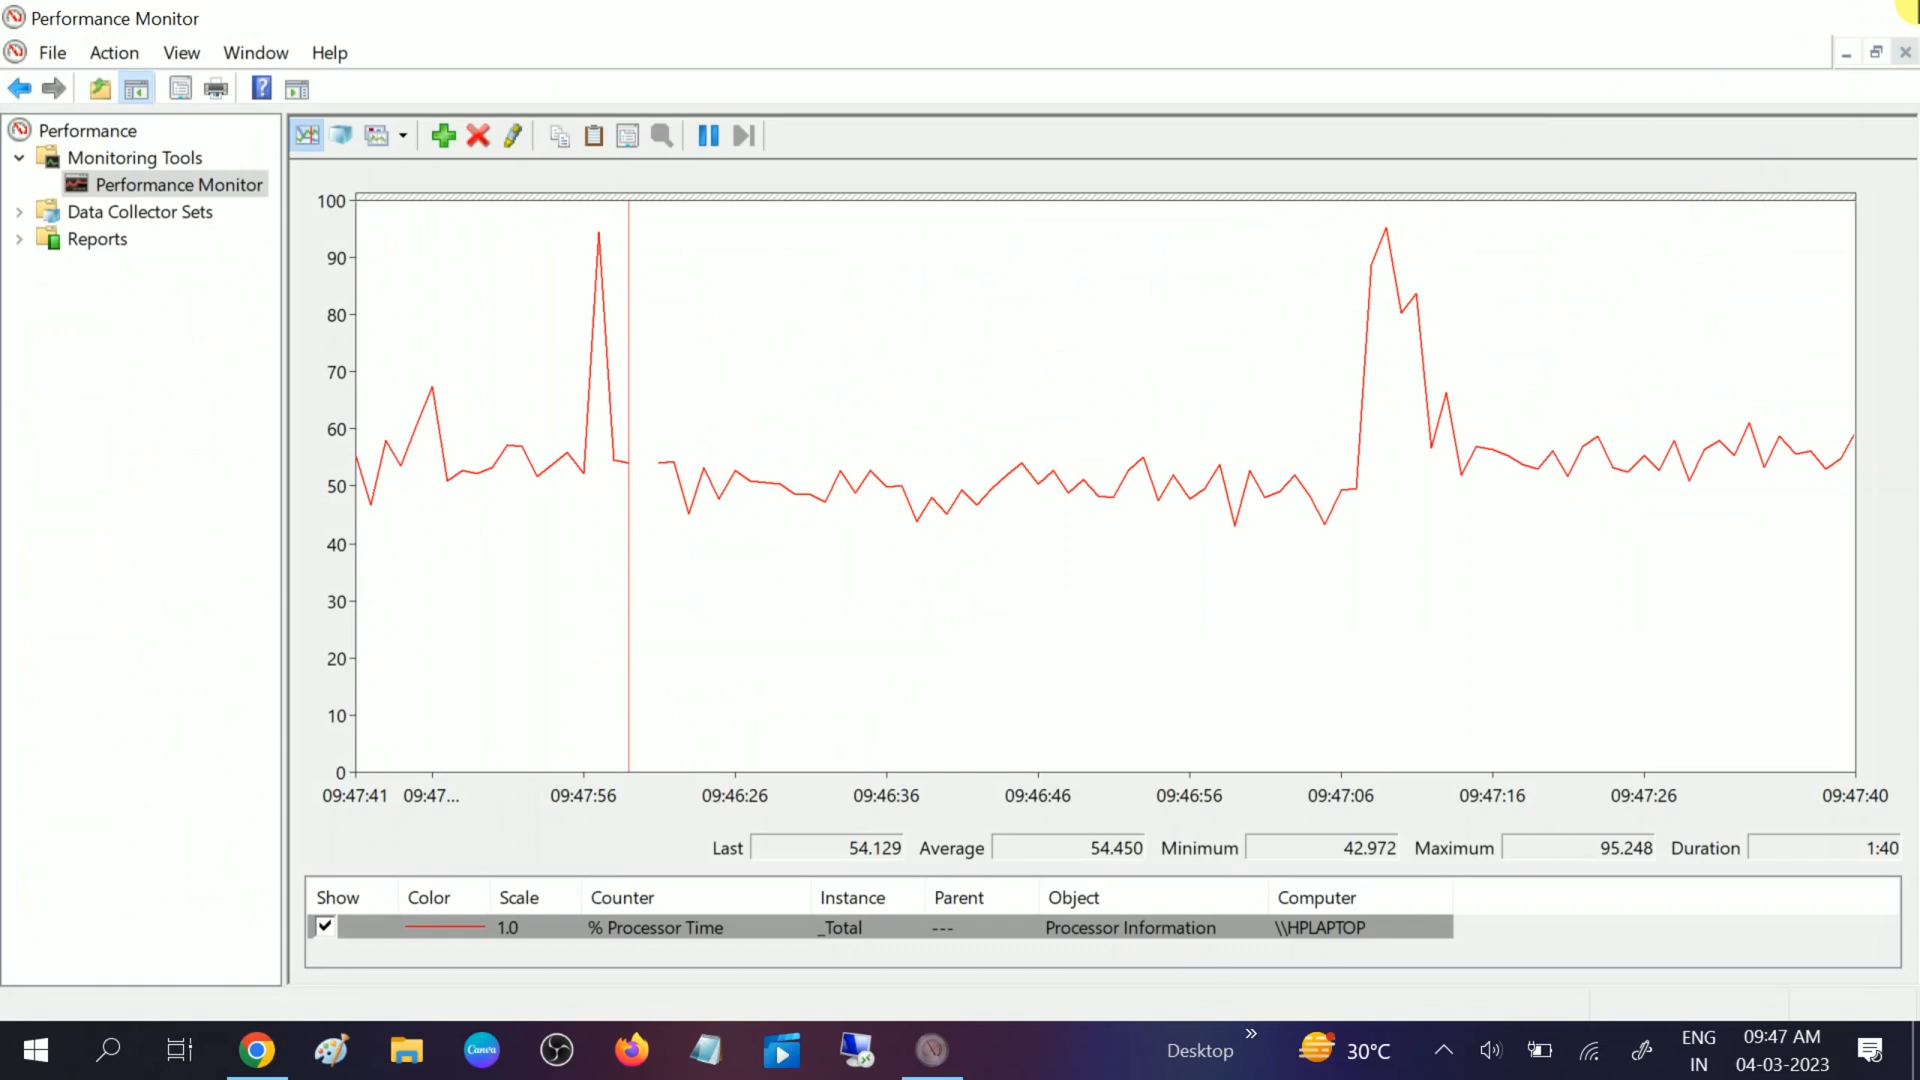 Performance Monitor
File Action View Window Help
Performance
Monitoring Tools
Performance Monitor
Data Collector Sets
Reports
100
90
80
70
60
50
40
30
20
10
0
09:47:41 09:47... 09:47:56 09:46:26 09:46:36 09:46:46 09:46:56 09:47:06 09:47:16 09:47:26 09:47:40
Last 54.129 Average 54.450 Minimum 42.972 Maximum 95.248 Duration 1:40
Show Color Scale Counter Instance Parent Object Computer
1.0 % Processor Time _Total --- Processor Information \\HPLAPTOP
Canva
Desktop
30°C
ENG
IN
09:47 AM
04-03-2023